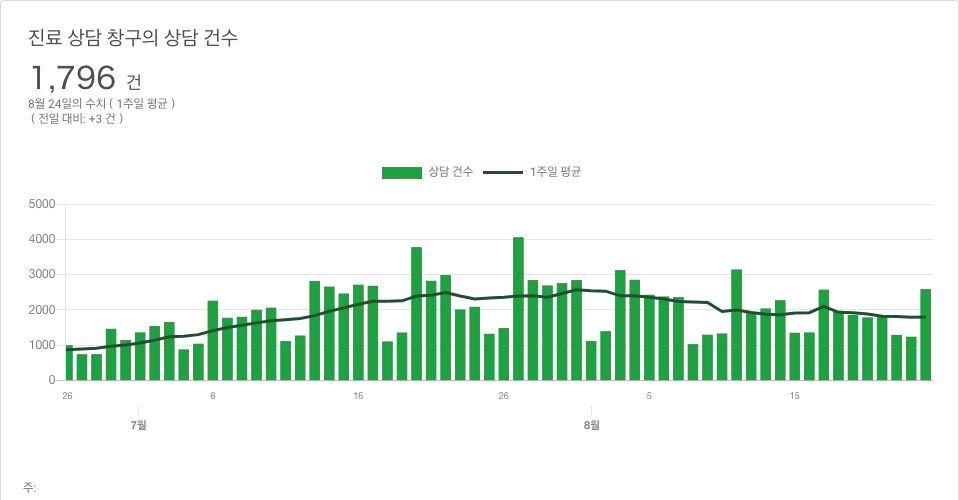 진료 상담 창구의 상담 건수
1,796 건
8월 24일의 수치 ( 1주일 평균 )
( 전일 대비: +3 건 )
상담 건수 1주일 평균
5000
4000
3000
2000
1000
0
26 6 16 26 5 15
7월 8월
주: